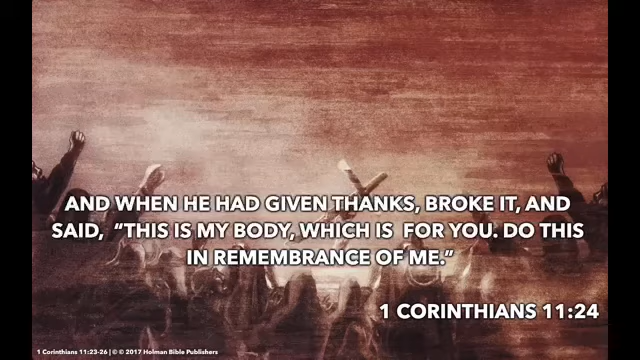 AND WHEN HE HAD GIVEN THANKS, BROKE IT, AND
SAID, “THIS IS MY BODY, WHICH IS  FOR YOU. DO THIS
IN REMEMBRANCE OF ME.”
1 CORINTHIANS 11:24
1 Corinthians 11:23-26 | © © 2017 Holman Bible Publishers